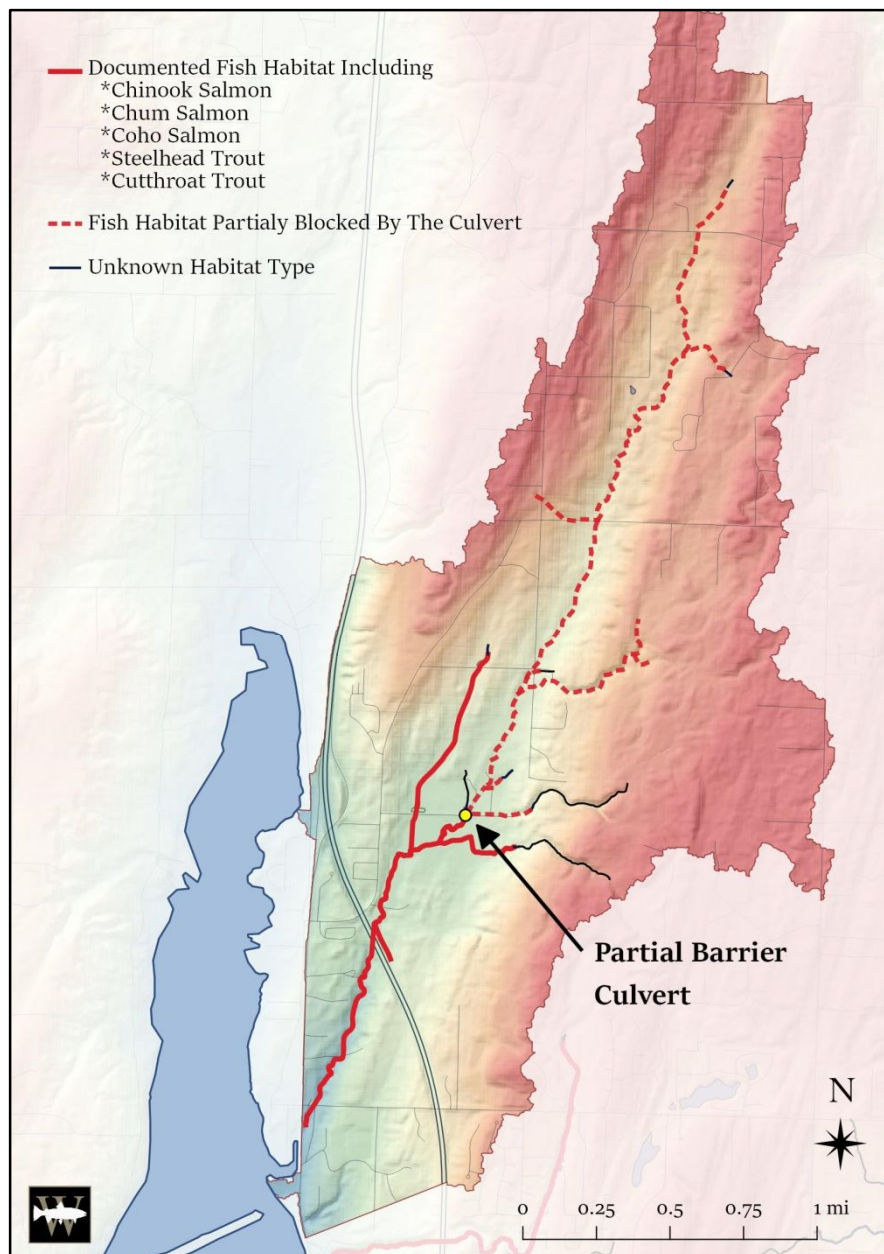 Documented Fish Habitat Including
*Chinook Salmon
*Chum Salmon
*Coho Salmon
*Steelhead Trout
*Cutthroat Trout
Fish Habitat Partialy Blocked By The Culvert
Unknown Habitat Type
Partial Barrier
Culvert
N
W
0 0.25 0.5 0.75 1 mi